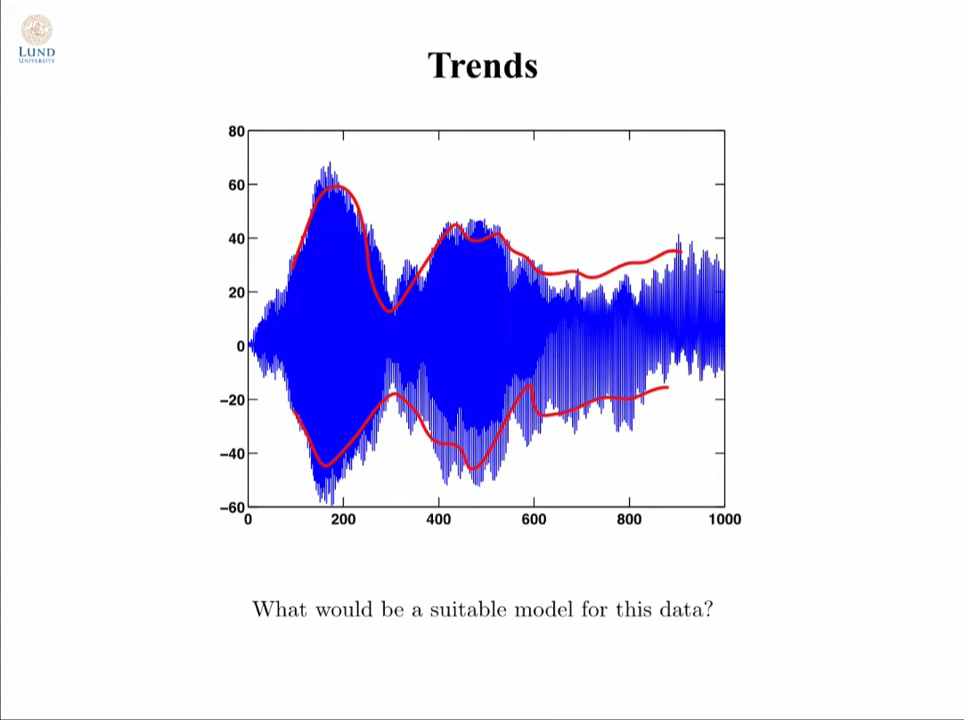 LUND
UNIVERSITY
Trends
80
60
40
20
0
−20
−40
−60
0 200 400 600 800 1000
What would be a suitable model for this data?